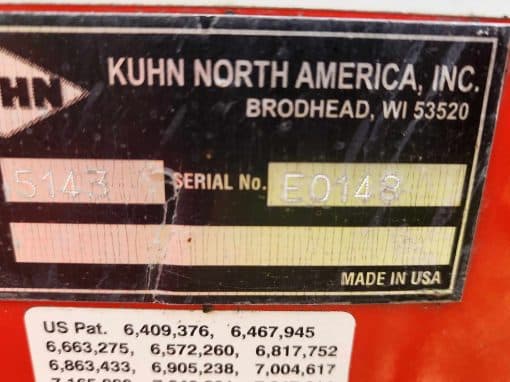 KUHN NORTH AMERICA, INC.
BRODHEAD, WI 53520
HN
5143 SERIAL No. E0148
MADE IN USA
US Pat. 6,409,376, 6,467,945
6,663,275, 6,572,260, 6,817,752
6,863,433, 6,905,238, 7,004,617